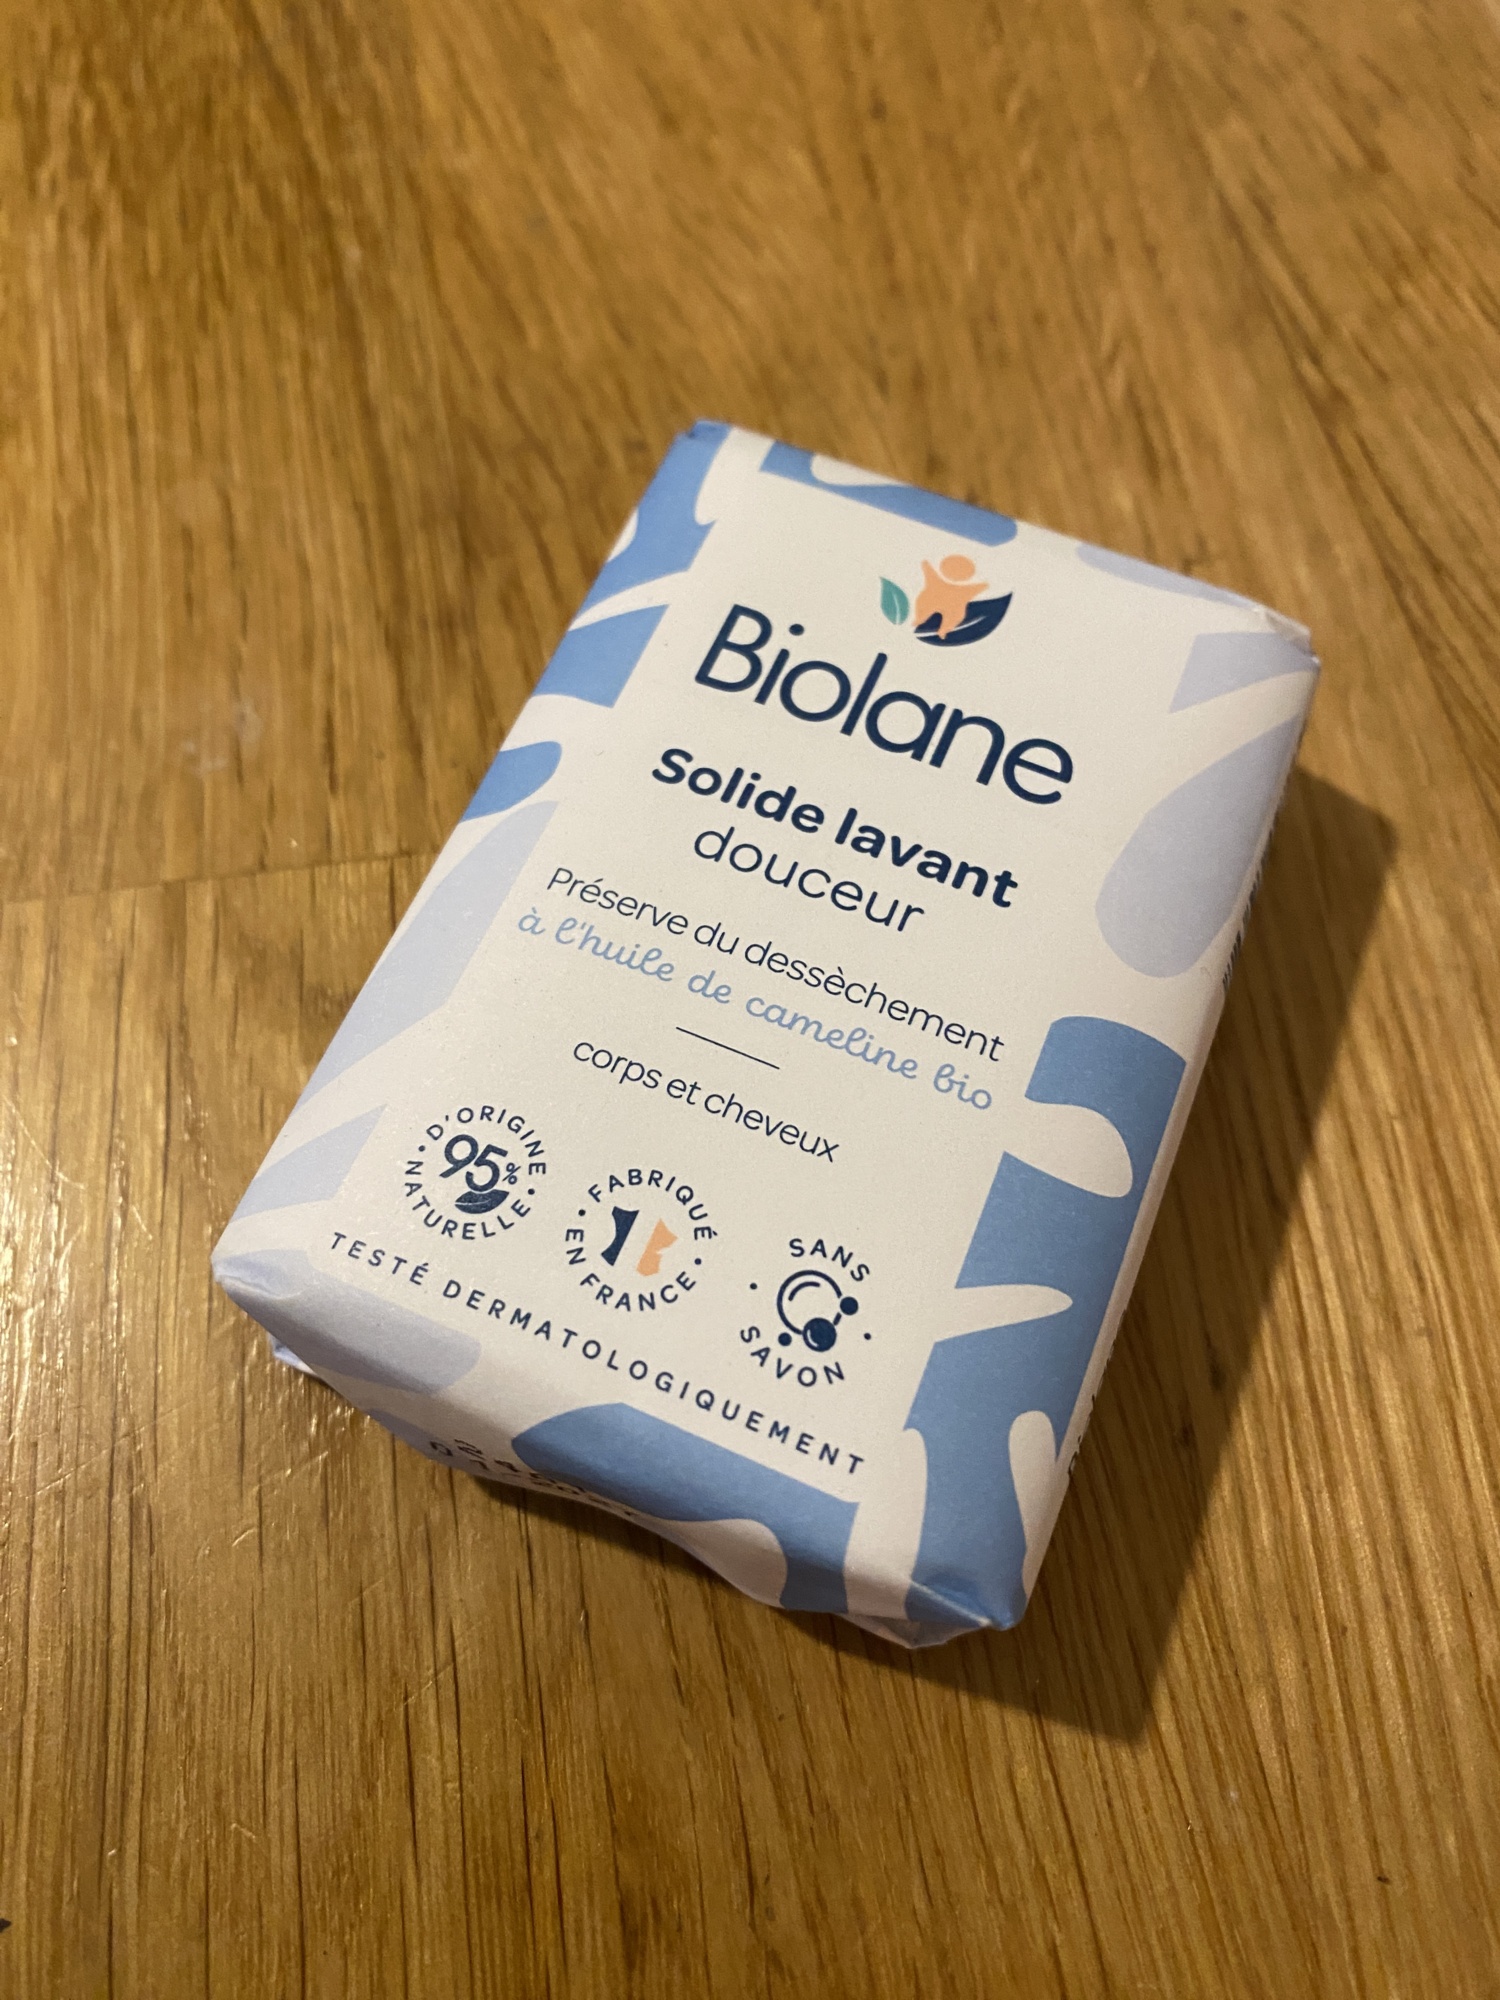 Biolane
Solide lavant
douceur
Préserve du dessèchement
à l'huile de cameline bio
corps et cheveux
D'ORIGINE
95%
NATURELLE
FABRIQUÉ
EN FRANCE
SANS
SAVON
TESTÉ DERMATOLOGIQUEMENT